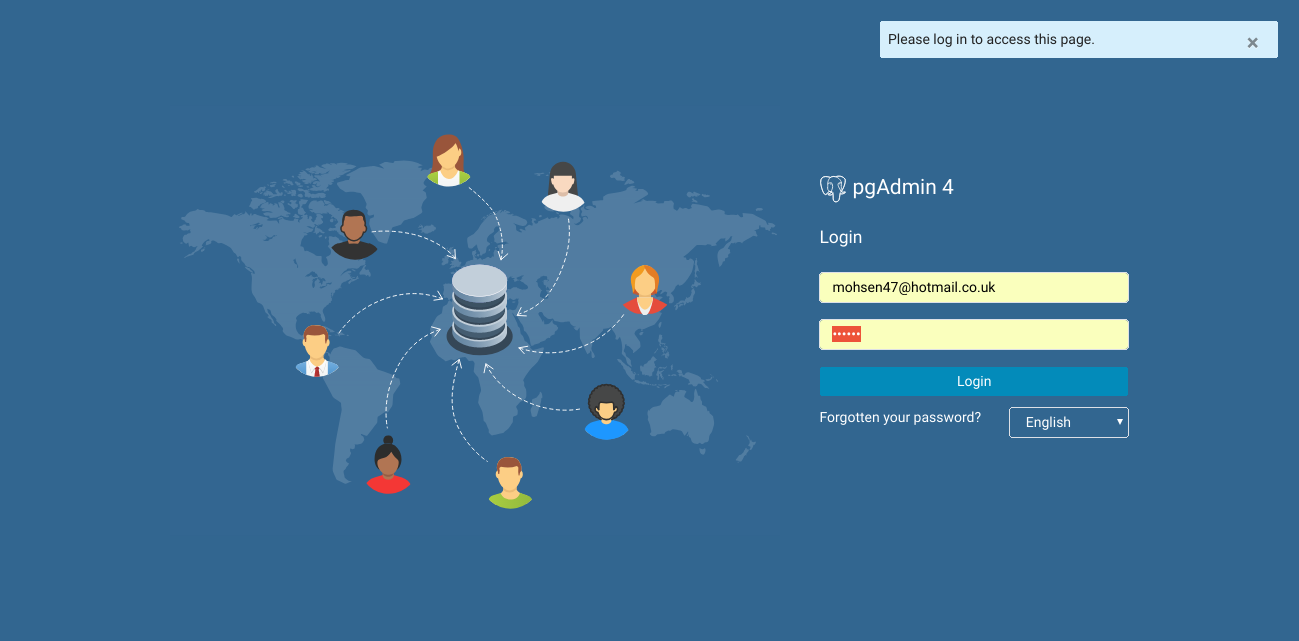 Please log in to access this page.
pgAdmin 4
Login
mohsen47@hotmail.co.uk
••••••
Login
Forgotten your password?
English